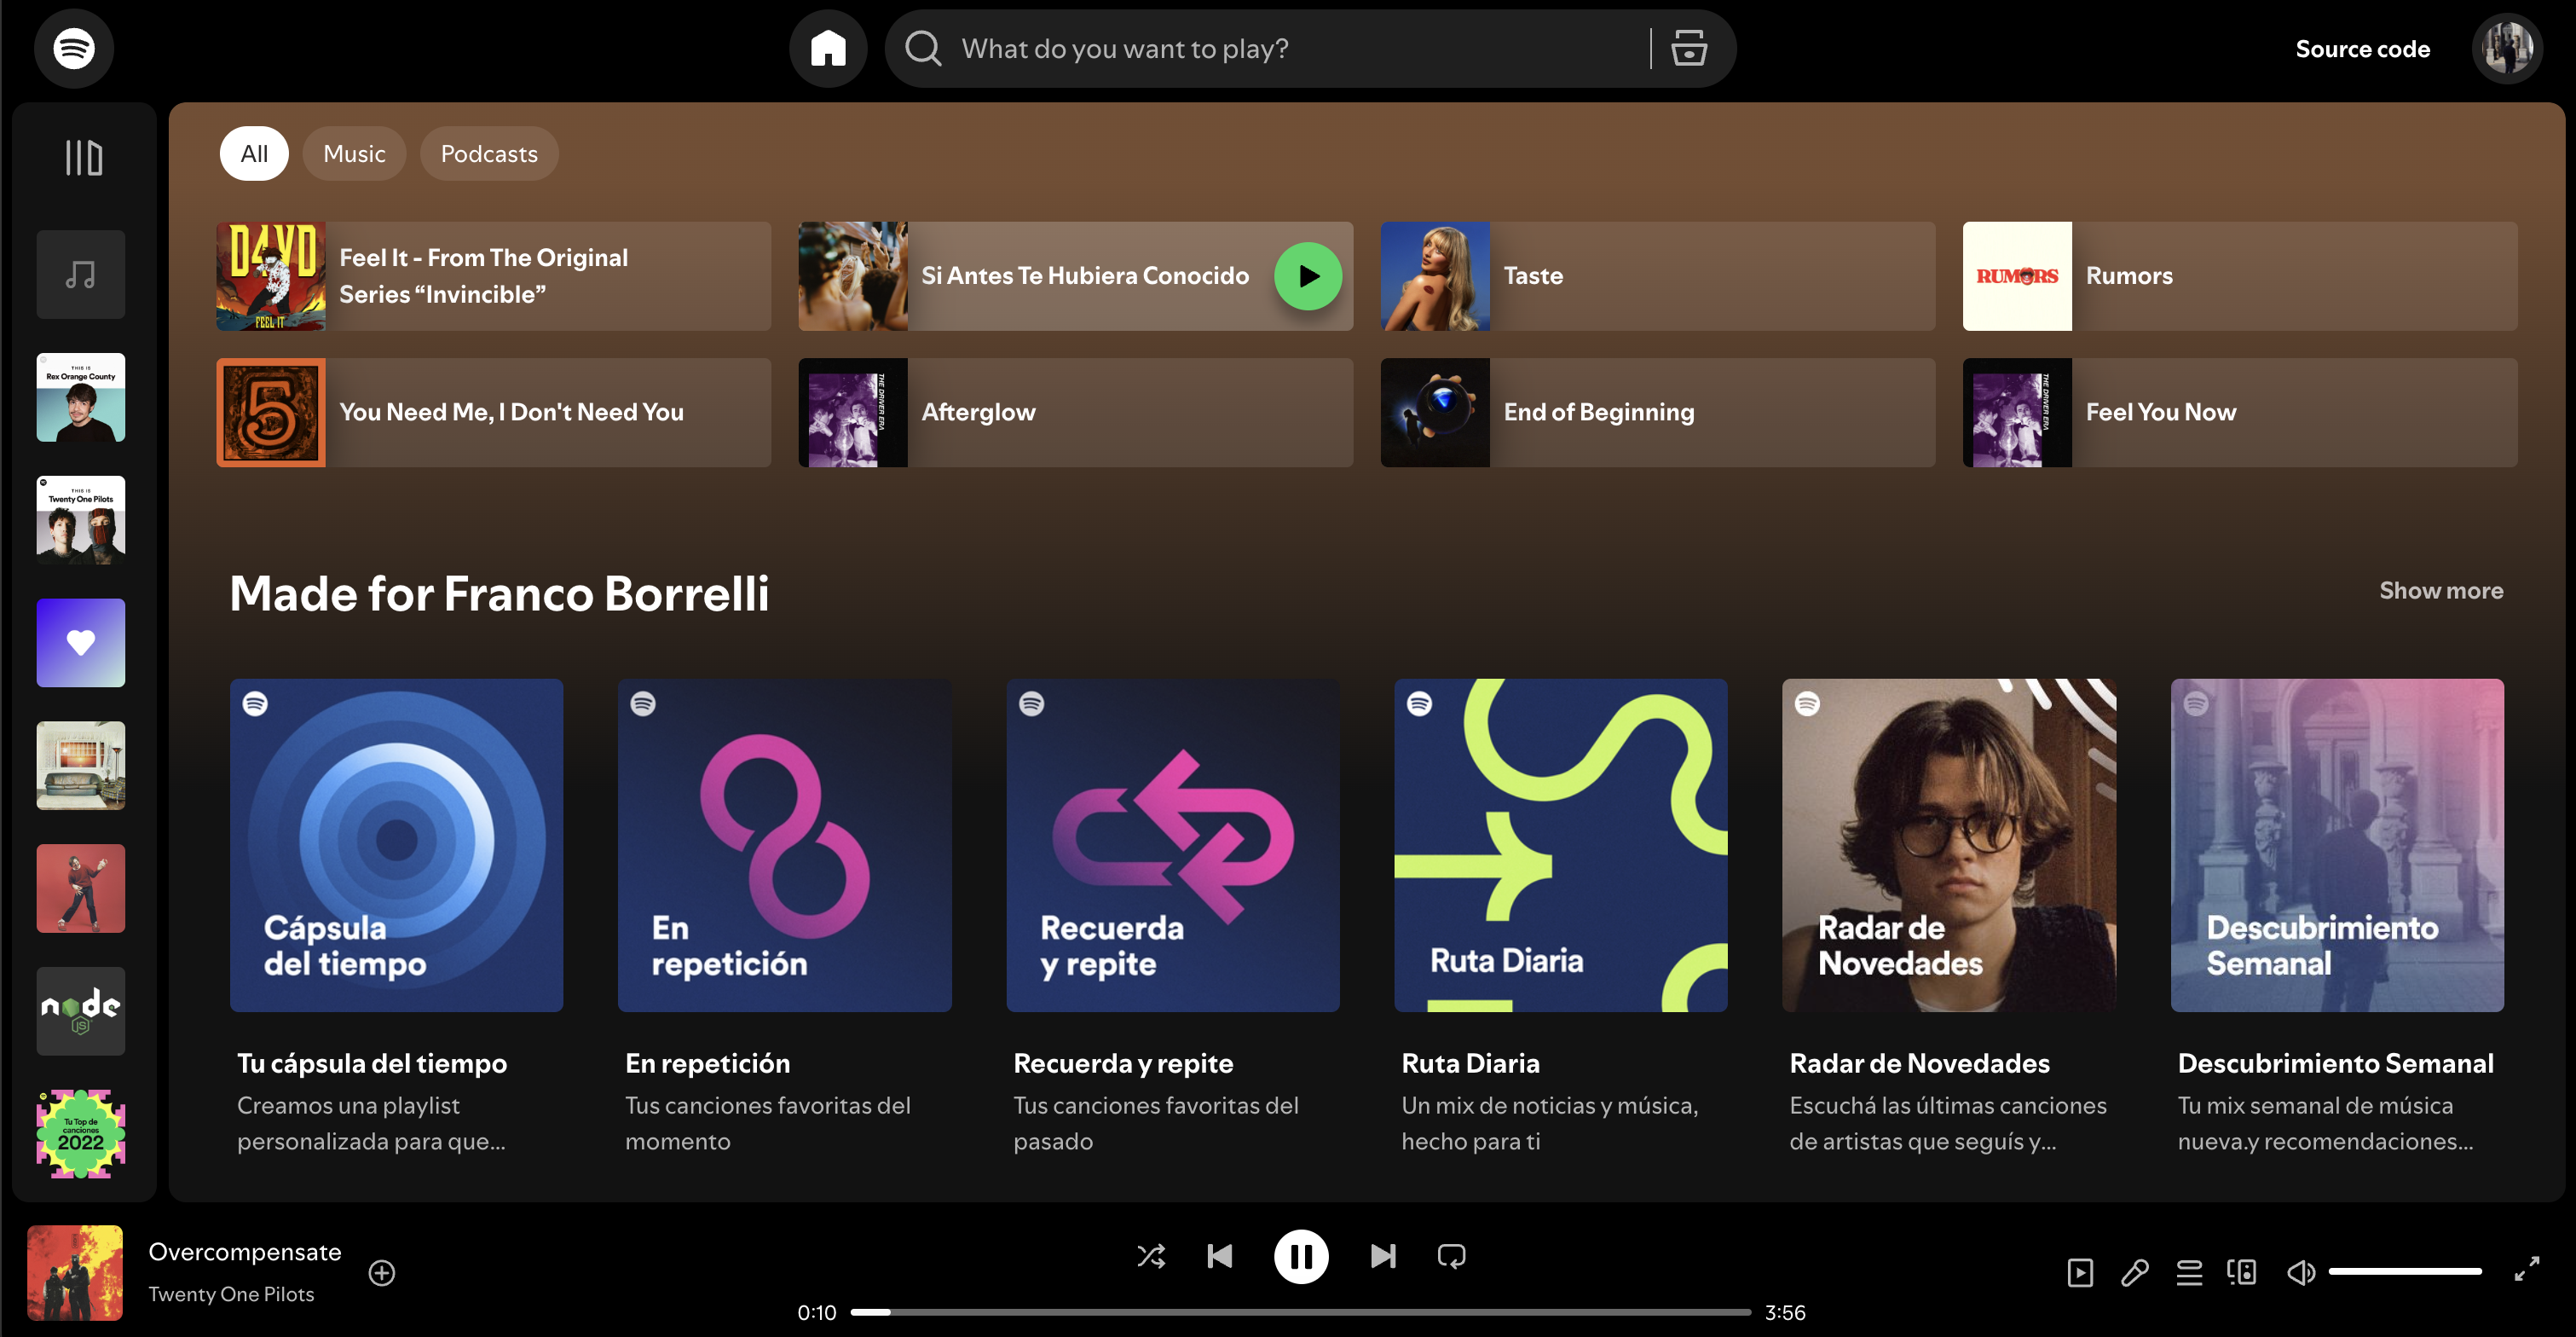 What do you want to play?
Source code
All
Music
Podcasts
D4VD
FEEL IT
Feel It - From The Original
Series “Invincible”
Si Antes Te Hubiera Conocido
Taste
RUMORS
Rumors
5
You Need Me, I Don't Need You
THE DRIVER ERA
Afterglow
End of Beginning
THE DRIVER ERA
Feel You Now
THIS IS
Rex Orange County
THIS IS
Twenty One Pilots
node
JS
Tu Top de
canciones
2022
Made for Franco Borrelli
Show more
Cápsula
del tiempo
En
repetición
Recuerda
y repite
Ruta Diaria
Radar de
Novedades
Descubrimiento
Semanal
Tu cápsula del tiempo
Creamos una playlist
personalizada para que...
En repetición
Tus canciones favoritas del
momento
Recuerda y repite
Tus canciones favoritas del
pasado
Ruta Diaria
Un mix de noticias y música,
hecho para ti
Radar de Novedades
Escuchá las últimas canciones
de artistas que seguís y...
Descubrimiento Semanal
Tu mix semanal de música
nueva.y recomendaciones...
Overcompensate
Twenty One Pilots
0:10
3:56